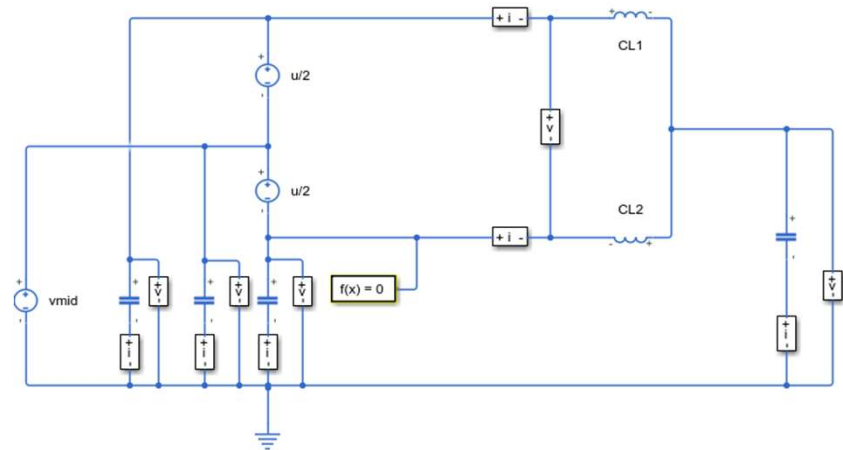 + i -
CL1
u/2
+ v -
u/2
CL2
+ i -
f(x) = 0
vmid
+ v -
+ v -
+ v -
+ v -
+ i -
+ i -
+ i -
+ i -